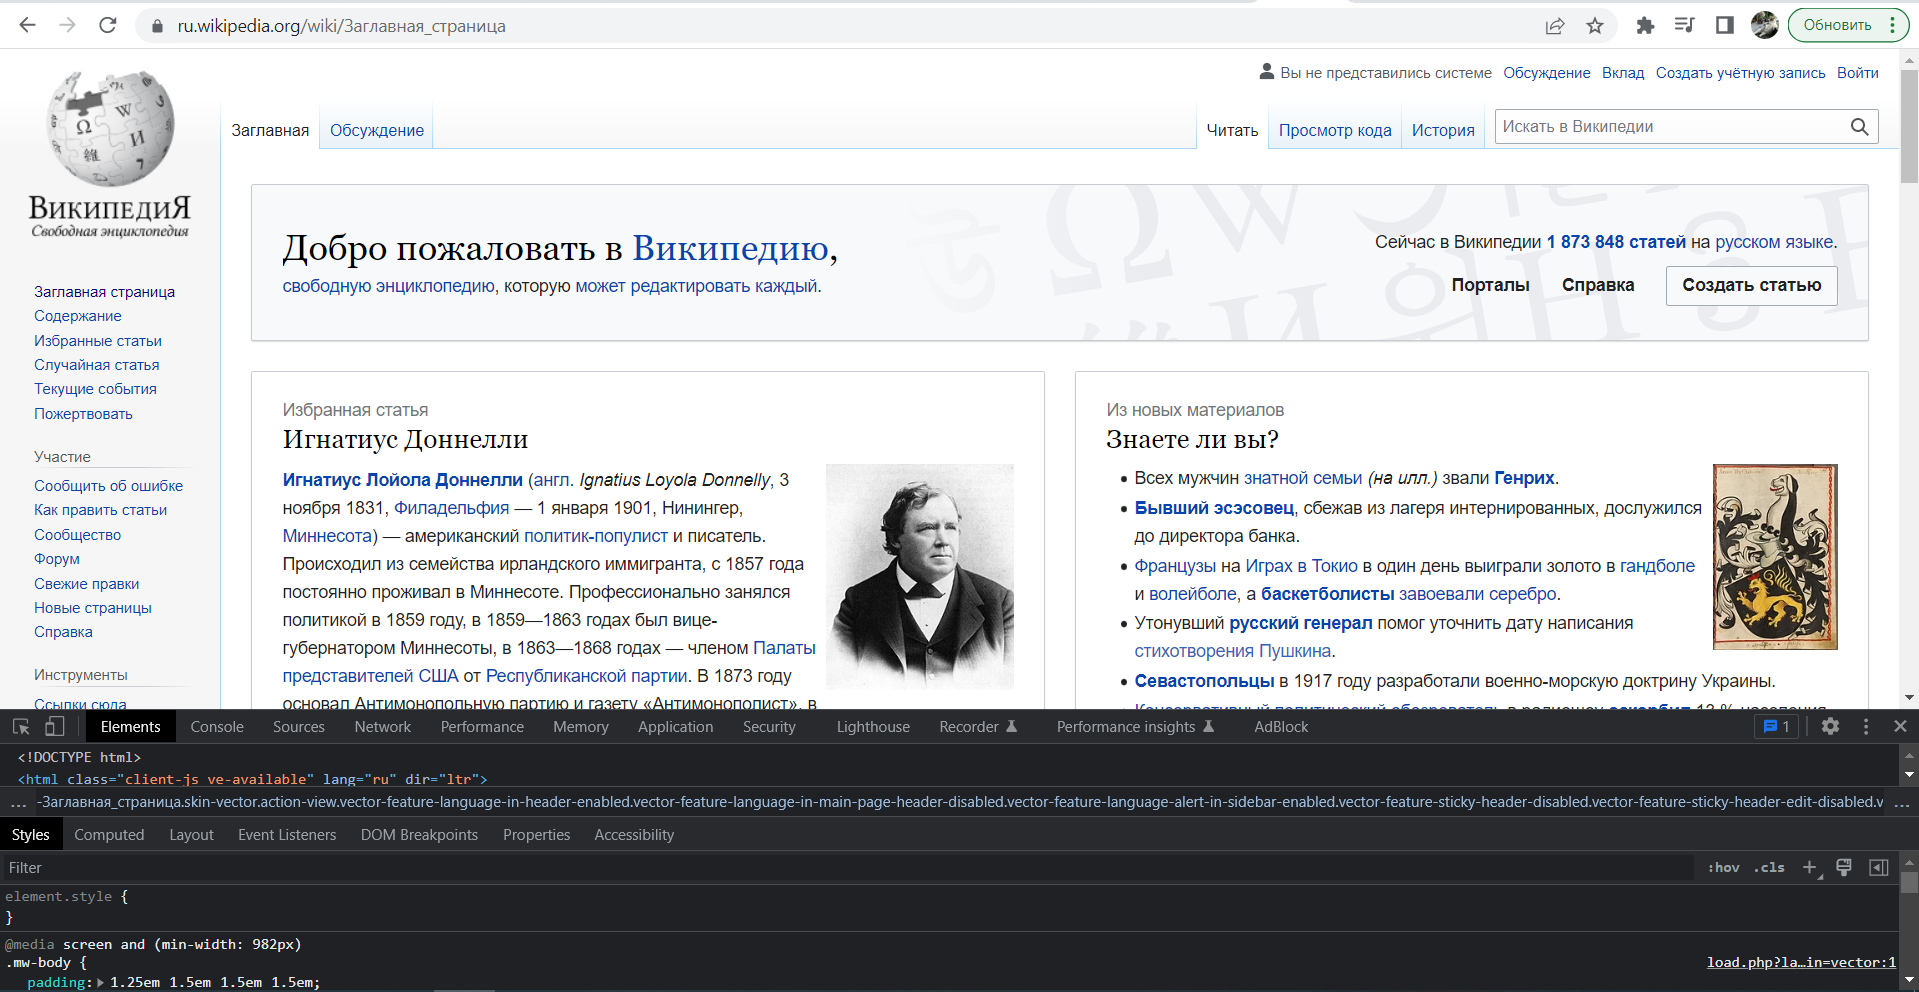 ru.wikipedia.org/wiki/Заглавная_страница
Обновить
Вы не представились системе Обсуждение Вклад Создать учётную запись Войти
ВикипедиЯ
Свободная энциклопедия
Заглавная Обсуждение
Читать Просмотр кода История Искать в Википедии
Добро пожаловать в Википедию,
свободную энциклопедию, которую может редактировать каждый.
Сейчас в Википедии 1 873 848 статей на русском языке.
Порталы Справка Создать статью
Заглавная страница
Содержание
Избранные статьи
Случайная статья
Текущие события
Пожертвовать
Участие
Сообщить об ошибке
Как править статьи
Сообщество
Форум
Свежие правки
Новые страницы
Справка
Инструменты
Ссылки сюда
Избранная статья
Игнатиус Доннелли
Игнатиус Лойола Доннелли (англ. Ignatius Loyola Donnelly, 3
ноября 1831, Филадельфия — 1 января 1901, Нинингер,
Миннесота) — американский политик-популист и писатель.
Происходил из семейства ирландского иммигранта, с 1857 года
постоянно проживал в Миннесоте. Профессионально занялся
политикой в 1859 году, в 1859—1863 годах был вице-
губернатором Миннесоты, в 1863—1868 годах — членом Палаты
представителей США от Республиканской партии. В 1873 году
основал Антимонопольную партию и газету «Антимонополист», в
Из новых материалов
Знаете ли вы?
Всех мужчин знатной семьи (на илл.) звали Генрих.
Бывший эсэсовец, сбежав из лагеря интернированных, дослужился
до директора банка.
Французы на Играх в Токио в один день выиграли золото в гандболе
и волейболе, а баскетболисты завоевали серебро.
Утонувший русский генерал помог уточнить дату написания
стихотворения Пушкина.
Севастопольцы в 1917 году разработали военно-морскую доктрину Украины.
Elements Console Sources Network Performance Memory Application Security Lighthouse Recorder Performance insights AdBlock 1
<!DOCTYPE html>
<html class="client-js ve-available" lang="ru" dir="ltr">
... -Заглавная_страница.skin-vector.action-view.vector-feature-language-in-header-enabled.vector-feature-language-in-main-page-header-disabled.vector-feature-language-alert-in-sidebar-enabled.vector-feature-sticky-header-disabled.vector-feature-sticky-header-edit-disabled.v ...
Styles Computed Layout Event Listeners DOM Breakpoints Properties Accessibility
Filter :hov .cls
element.style {
}
@media screen and (min-width: 982px)
.mw-body { load.php?la…in=vector:1
padding: 1.25em 1.5em 1.5em 1.5em;